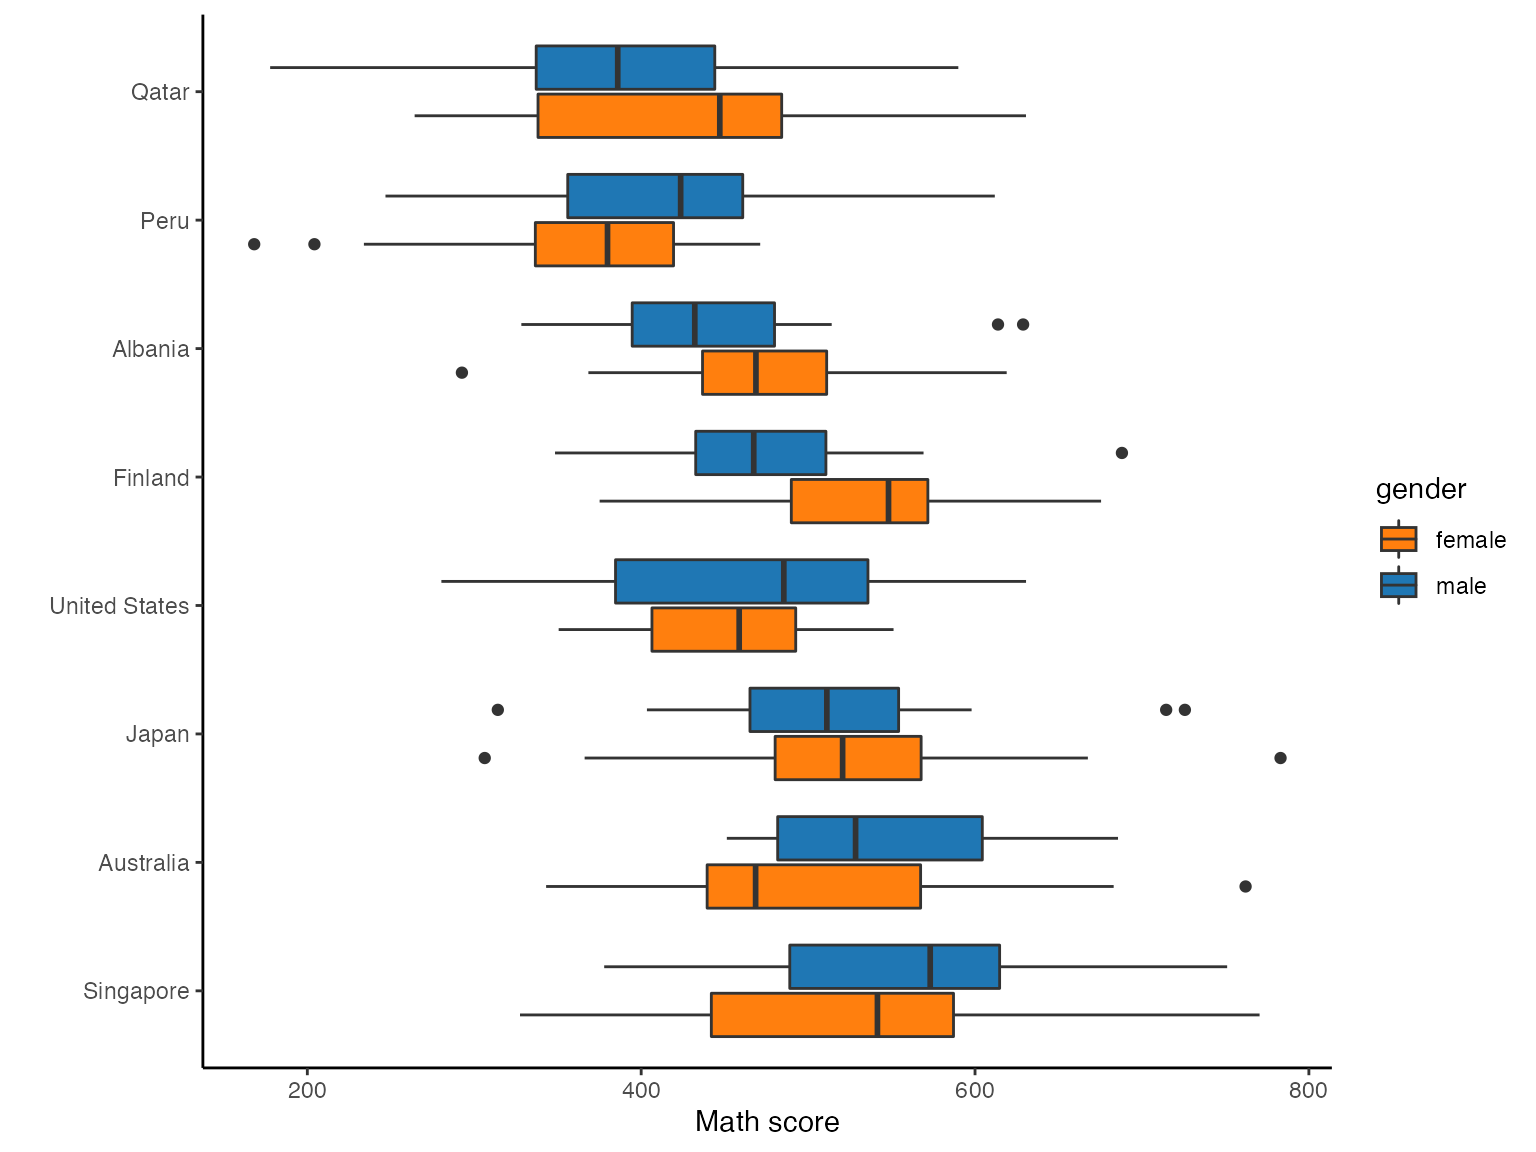 Qatar
Peru
Albania
Finland
United States
Japan
Australia
Singapore
200 400 600 800
Math score
gender
female
male